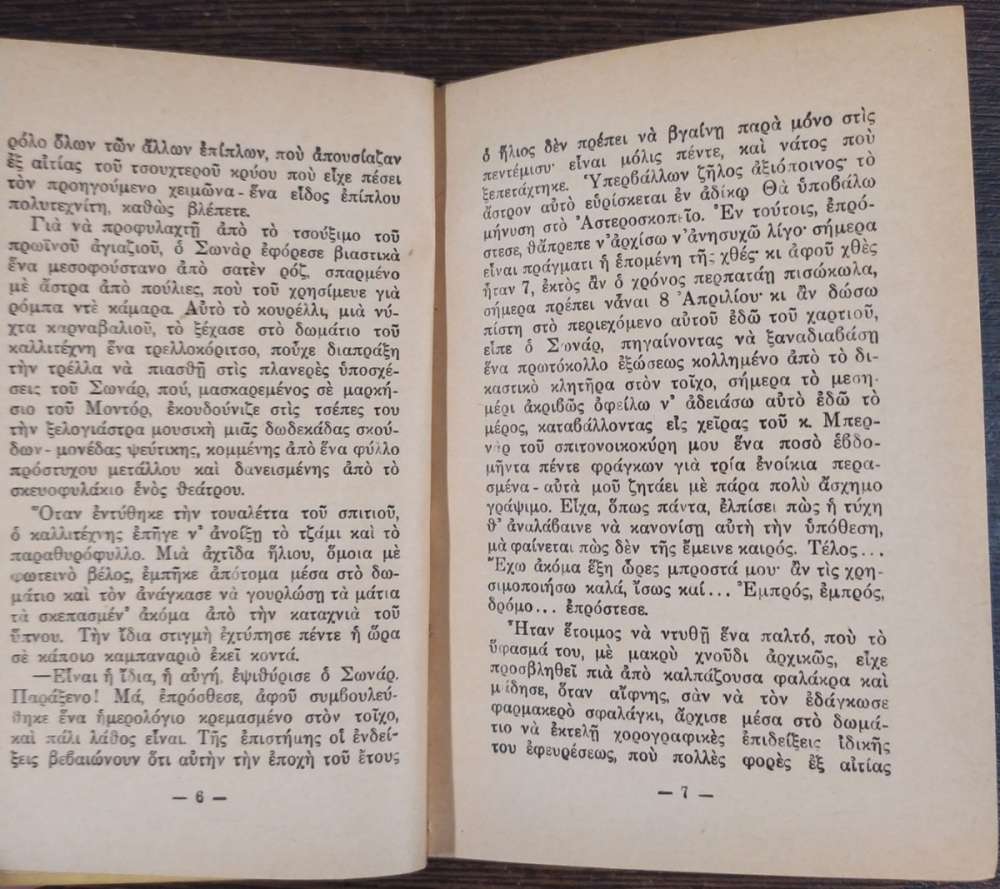 ρόλο ὅλων τῶν ἄλλων ἐπίπλων, ποὺ ἀπουσίαζαν
ἐξ αἰτίας τοῦ τσουχτεροῦ κρύου ποὺ εἶχε πέσει
τὸν προηγούμενο χειμῶνα - ἕνα εἶδος ἐπίπλου
πολυτεχνίτη, καθὼς βλέπετε.
Γιὰ νὰ προφυλαχτῇ ἀπὸ τὸ τσούξιμο τοῦ
πρωϊνοῦ ἀγιαζιοῦ, ὁ Σωνὰρ ἐφόρεσε βιαστικὰ
ἕνα μεσοφούστανο ἀπὸ σατὲν ρόζ, σπαρμένο
μὲ ἄστρα ἀπὸ πούλιες, ποὺ τοῦ χρησίμευε γιὰ
ρόμπα ντὲ κάμαρα. Αὐτὸ τὸ κουρέλλι, μιὰ νύ-
χτα καρναβαλιοῦ, τὸ ξέχασε στὸ δωμάτιο τοῦ
καλλιτέχνη ἕνα τρελλοκόριτσο, ποὖχε διαπράξη
τὴν τρέλλα νὰ πιασθῇ στὶς πλανερὲς ὑποσχέ-
σεις τοῦ Σωνάρ, πού, μασκαρεμένος σὲ μαρκή-
σιο τοῦ Μοντόρ, ἐκουδούνιζε στὶς τσέπες του
τὴν ξελογιάστρα μουσικὴ μιᾶς δωδεκάδας σκού-
δων - μονέδας ψεύτικης, κομμένης ἀπὸ ἕνα φύλλο
πρόστυχου μετάλλου καὶ δανεισμένης ἀπὸ τὸ
σκευοφυλάκιο ἑνὸς θεάτρου.
Ὅταν ἐντύθηκε τὴν τουαλέττα τοῦ σπιτιοῦ,
ὁ καλλιτέχνης ἐπῆγε ν' ἀνοίξῃ τὸ τζάμι καὶ τὸ
παραθυρόφυλλο. Μιὰ ἀχτῖδα ἥλιου, ὅμοια μὲ
φωτεινὸ βέλος, ἐμπῆκε ἀπότομα μέσα στὸ δω-
μάτιο καὶ τὸν ἀνάγκασε νὰ γουρλώσῃ τὰ μάτια
τὰ σκεπασμέν' ἀκόμα ἀπὸ τὴν καταχνιὰ τοῦ
ὕπνου. Τὴν ἴδια στιγμὴ ἐχτύπησε πέντε ἡ ὥρα
σὲ κάποιο καμπαναριὸ ἐκεῖ κοντά.
—Εἶναι ἡ ἴδια, ἡ αὐγή, ἐψιθύρισε ὁ Σωνάρ.
Παράξενο! Μά, ἐπρόσθεσε, ἀφοῦ συμβουλεύ-
θηκε ἕνα ἡμερολόγιο κρεμασμένο στὸν τοῖχο,
καὶ πάλι λάθος εἶναι. Τῆς ἐπιστήμης οἱ ἐνδεί-
ξεις βεβαιώνουν ὅτι αὐτὴν τὴν ἐποχὴ τοῦ ἔτους
— 6 —
ὁ ἥλιος δὲν πρέπει νὰ βγαίνῃ παρὰ μόνο στὶς
πεντέμισυ· εἶναι μόλις πέντε, καὶ νάτος ποὺ
ξεπετάχτηκε. Ὑπερβάλλων ζῆλος ἀξιόποινος· τὸ
ἄστρον αὐτὸ εὑρίσκεται ἐν ἀδίκῳ Θὰ ὑποβάλω
μήνυση στὸ Ἀστεροσκοπεῖο. Ἐν τούτοις, ἐπρό-
στεσε, θἄπρεπε ν' ἀρχίσω ν' ἀνησυχῶ λίγο· σήμερα
εἶναι πράγματι ἡ ἑπομένη τῆς χθές· κι ἀφοῦ χθὲς
ἦταν 7, ἐκτὸς ἂν ὁ χρόνος περπατάῃ πισώκωλα,
σήμερα πρέπει νἆναι 8 Ἀπριλίου· κι ἂν δώσω
πίστη στὸ περιεχόμενο αὐτοῦ ἐδῶ τοῦ χαρτιοῦ,
εἶπε ὁ Σωνάρ, πηγαίνοντας νὰ ξαναδιαβάσῃ
ἕνα πρωτόκολλο ἐξώσεως κολλημένο ἀπὸ τὸ δι-
καστικὸ κλητῆρα στὸν τοῖχο, σήμερα τὸ μεση-
μέρι ἀκριβῶς ὀφείλω ν' ἀδειάσω αὐτὸ ἐδῶ τὸ
μέρος, καταβάλλοντας εἰς χεῖρας τοῦ κ. Μπερ-
νὰρ τοῦ σπιτονοικοκύρη μου ἕνα ποσὸ ἑβδο-
μῆντα πέντε φράγκων γιὰ τρία ἐνοίκια περα-
σμένα - αὐτὰ μοῦ ζητάει μὲ πάρα πολὺ ἄσχημο
γράψιμο. Εἶχα, ὅπως πάντα, ἐλπίσει πὼς ἡ τύχη
θ' ἀναλάβαινε νὰ κανονίσῃ αὐτὴ τὴν ὑπόθεση,
μὰ φαίνεται πὼς δὲν τῆς ἔμεινε καιρός. Τέλος...
Ἔχω ἀκόμα ἕξη ὧρες μπροστά μου· ἂν τὶς χρη-
σιμοποιήσω καλά, ἴσως καί... Ἐμπρός, ἐμπρός,
δρόμο... ἐπρόστεσε.
Ἦταν ἕτοιμος νὰ ντυθῇ ἕνα παλτό, ποὺ τὸ
ὕφασμά του, μὲ μακρὺ χνοῦδι ἀρχικῶς, εἶχε
προσβληθεῖ πιὰ ἀπὸ καλπάζουσα φαλάκρα καὶ
μάδησε, ὅταν αἴφνης, σὰν νὰ τὸν ἐδάγκωσε
φαρμακερὸ σφαλάγκι, ἄρχισε μέσα στὸ δωμά-
τιο νὰ ἐκτελῇ χορογραφικὲς ἐπιδείξεις ἰδικῆς
του ἐφευρέσεως, ποὺ πολλὲς φορὲς ἐξ αἰτίας
— 7 —